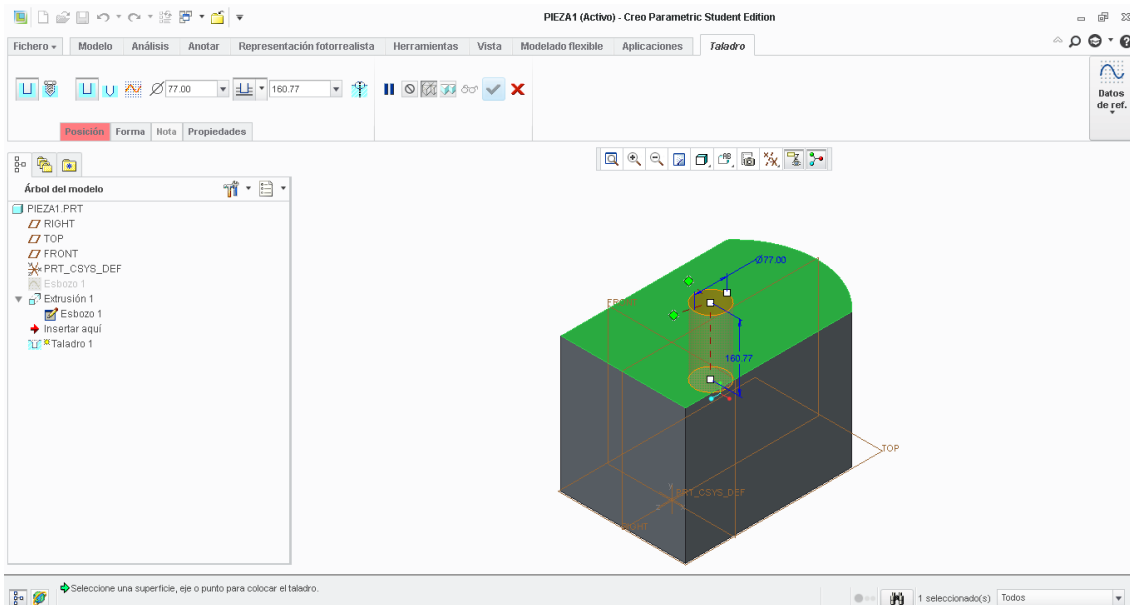 PIEZA1 (Activo) - Creo Parametric Student Edition
Fichero Modelo Análisis Anotar Representación fotorrealista Herramientas Vista Modelado flexible Aplicaciones Taladro
77.00 160.77
Datos de ref.
Posición Forma Nota Propiedades
Árbol del modelo
PIEZA1.PRT
RIGHT
TOP
FRONT
PRT_CSYS_DEF
Esbozo 1
Extrusión 1
Esbozo 1
Insertar aquí
Taladro 1
Ø77.00
FRONT
160.77
TOP
PRT_CSYS_DEF
Seleccione una superficie, eje o punto para colocar el taladro.
1 seleccionado(s) Todos